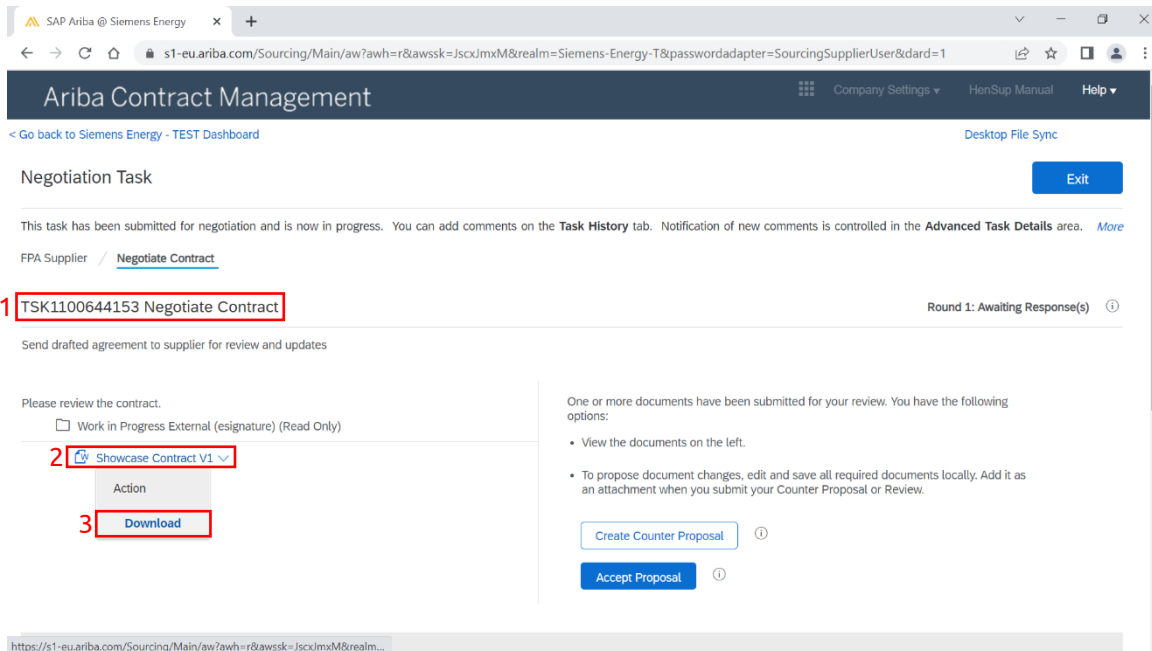 SAP Ariba @ Siemens Energy
s1-eu.ariba.com/Sourcing/Main/aw?awh=r&awssk=JscxJmxM&realm=Siemens-Energy-T&passwordadapter=SourcingSupplierUser&dard=1
Ariba Contract Management
Company Settings
HenSup Manual
Help
< Go back to Siemens Energy - TEST Dashboard
Desktop File Sync
Negotiation Task
Exit
This task has been submitted for negotiation and is now in progress. You can add comments on the Task History tab. Notification of new comments is controlled in the Advanced Task Details area. More
FPA Supplier / Negotiate Contract
1 TSK1100644153 Negotiate Contract
Round 1: Awaiting Response(s)
Send drafted agreement to supplier for review and updates
Please review the contract.
Work in Progress External (esignature) (Read Only)
2 Showcase Contract V1
Action
3 Download
One or more documents have been submitted for your review. You have the following
options:
• View the documents on the left.
• To propose document changes, edit and save all required documents locally. Add it as
an attachment when you submit your Counter Proposal or Review.
Create Counter Proposal
Accept Proposal
https://s1-eu.ariba.com/Sourcing/Main/aw?awh=r&awssk=JscxJmxM&realm...